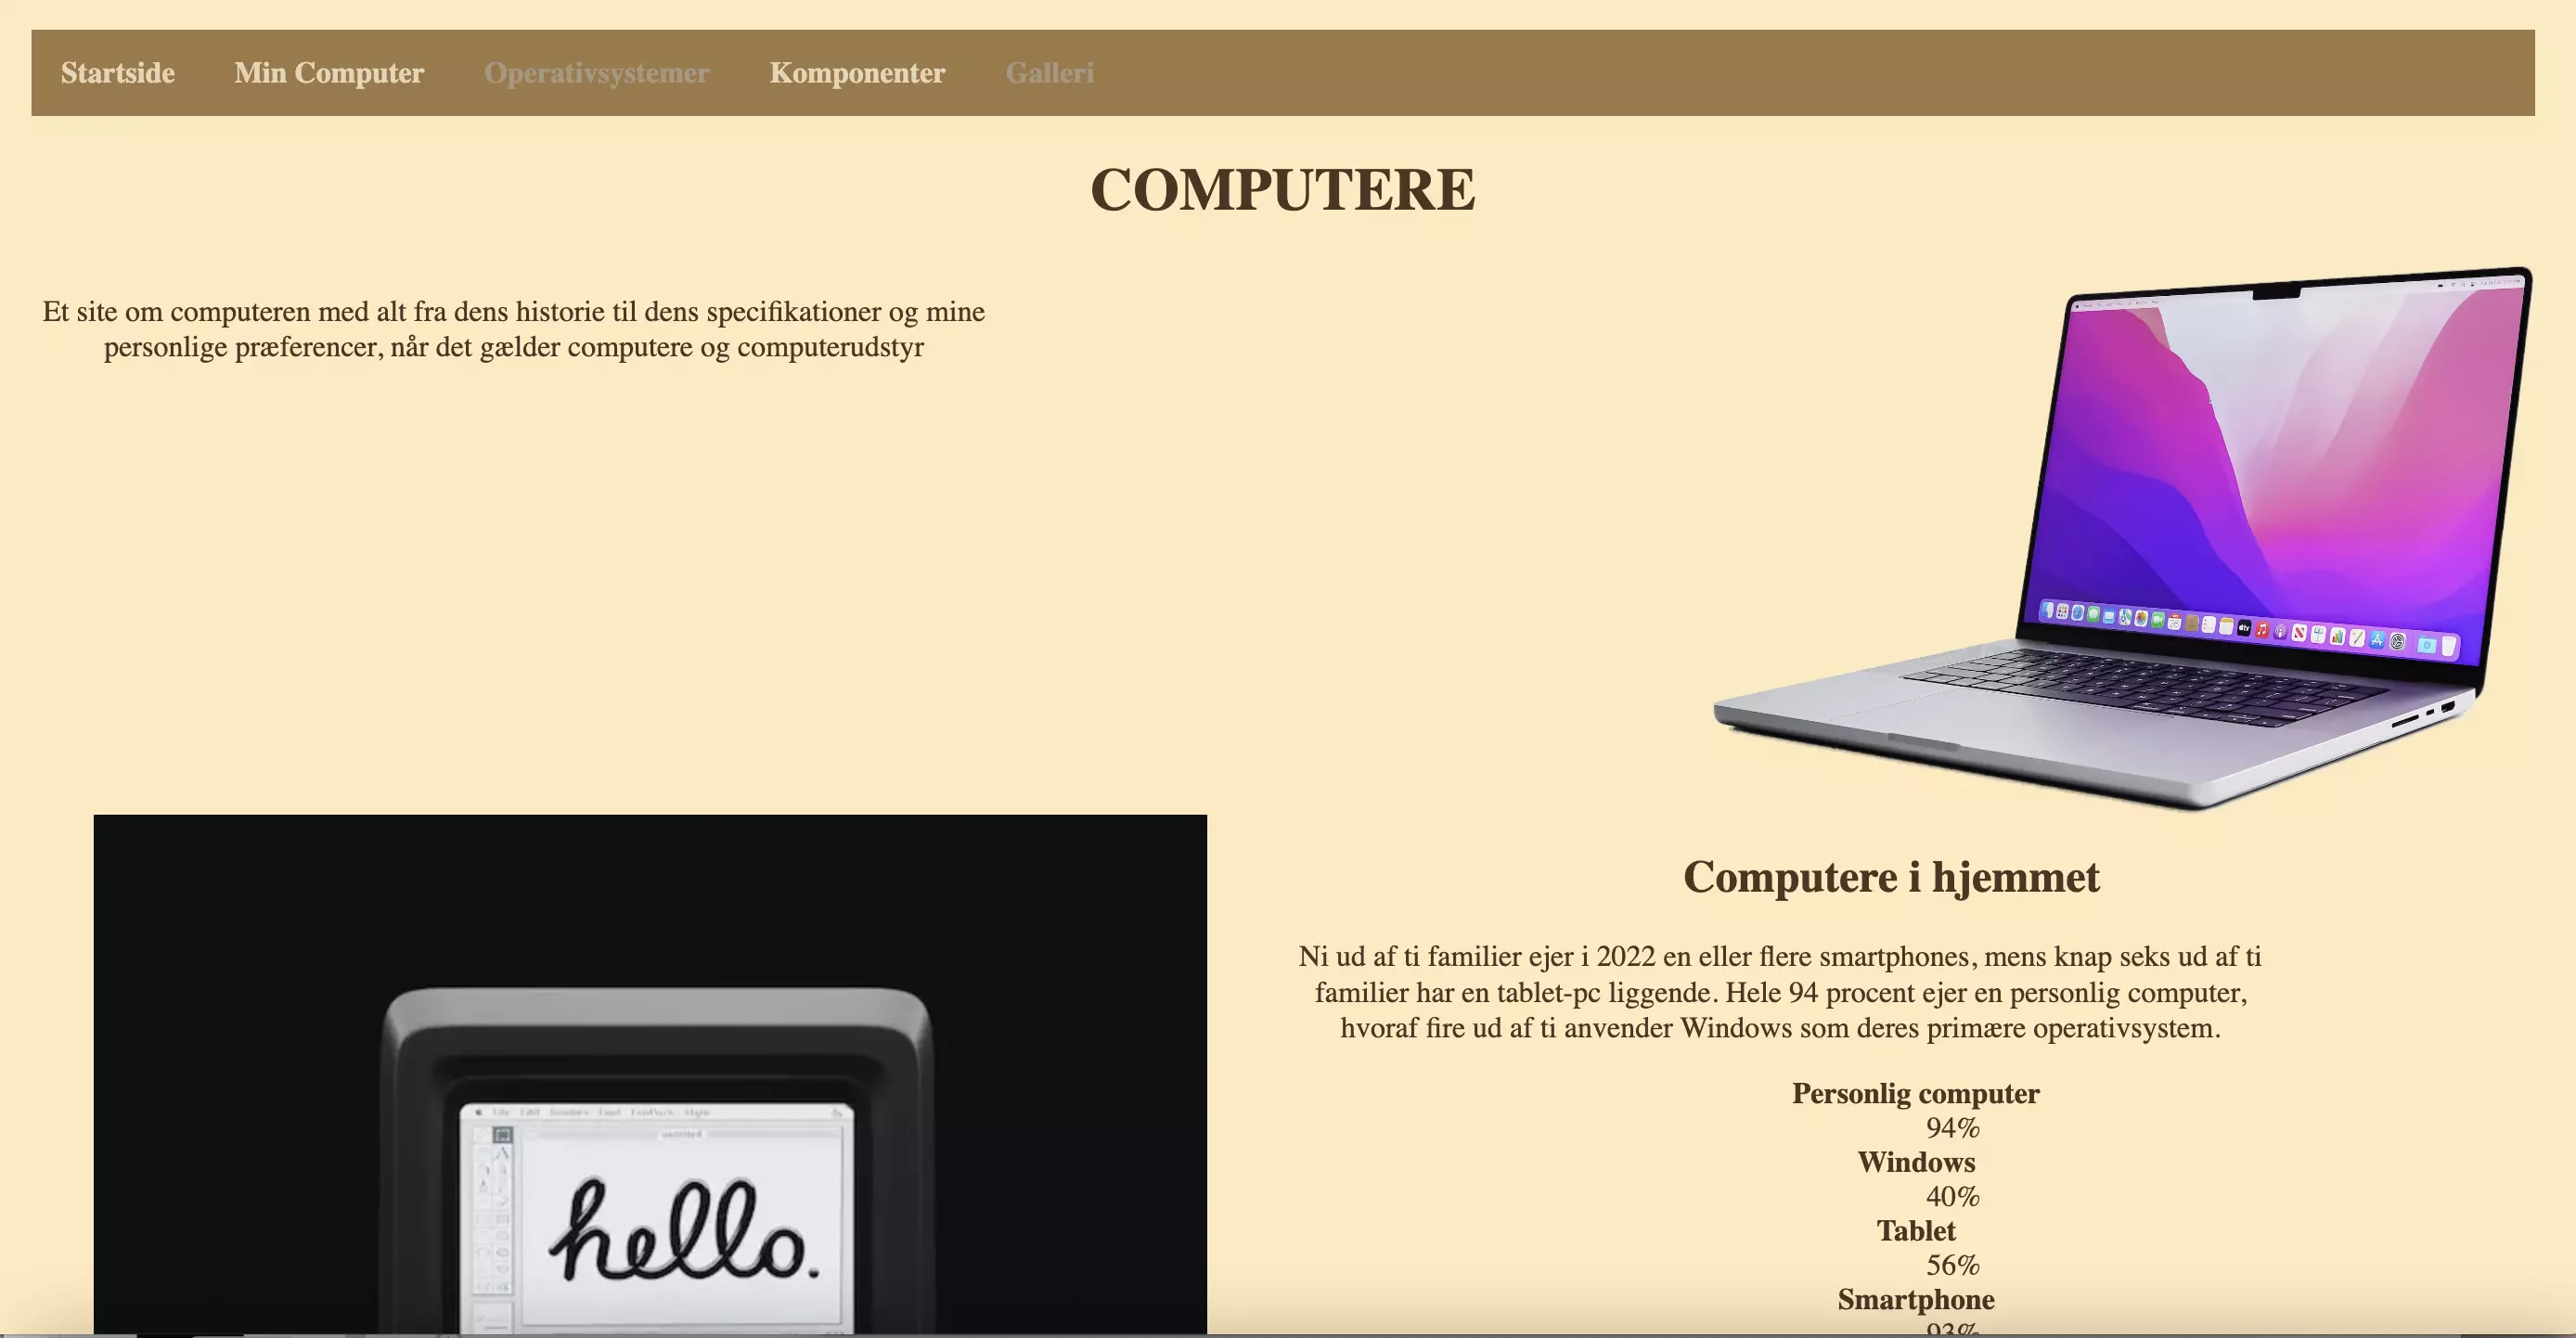 Startside Min Computer Operativsystemer Komponenter Galleri
COMPUTERE
Et site om computeren med alt fra dens historie til dens specifikationer og mine
personlige præferencer, når det gælder computere og computerudstyr
Computere i hjemmet
Ni ud af ti familier ejer i 2022 en eller flere smartphones, mens knap seks ud af ti
familier har en tablet-pc liggende. Hele 94 procent ejer en personlig computer,
hvoraf fire ud af ti anvender Windows som deres primære operativsystem.
Personlig computer
94%
Windows
40%
Tablet
56%
Smartphone
93%
hello.